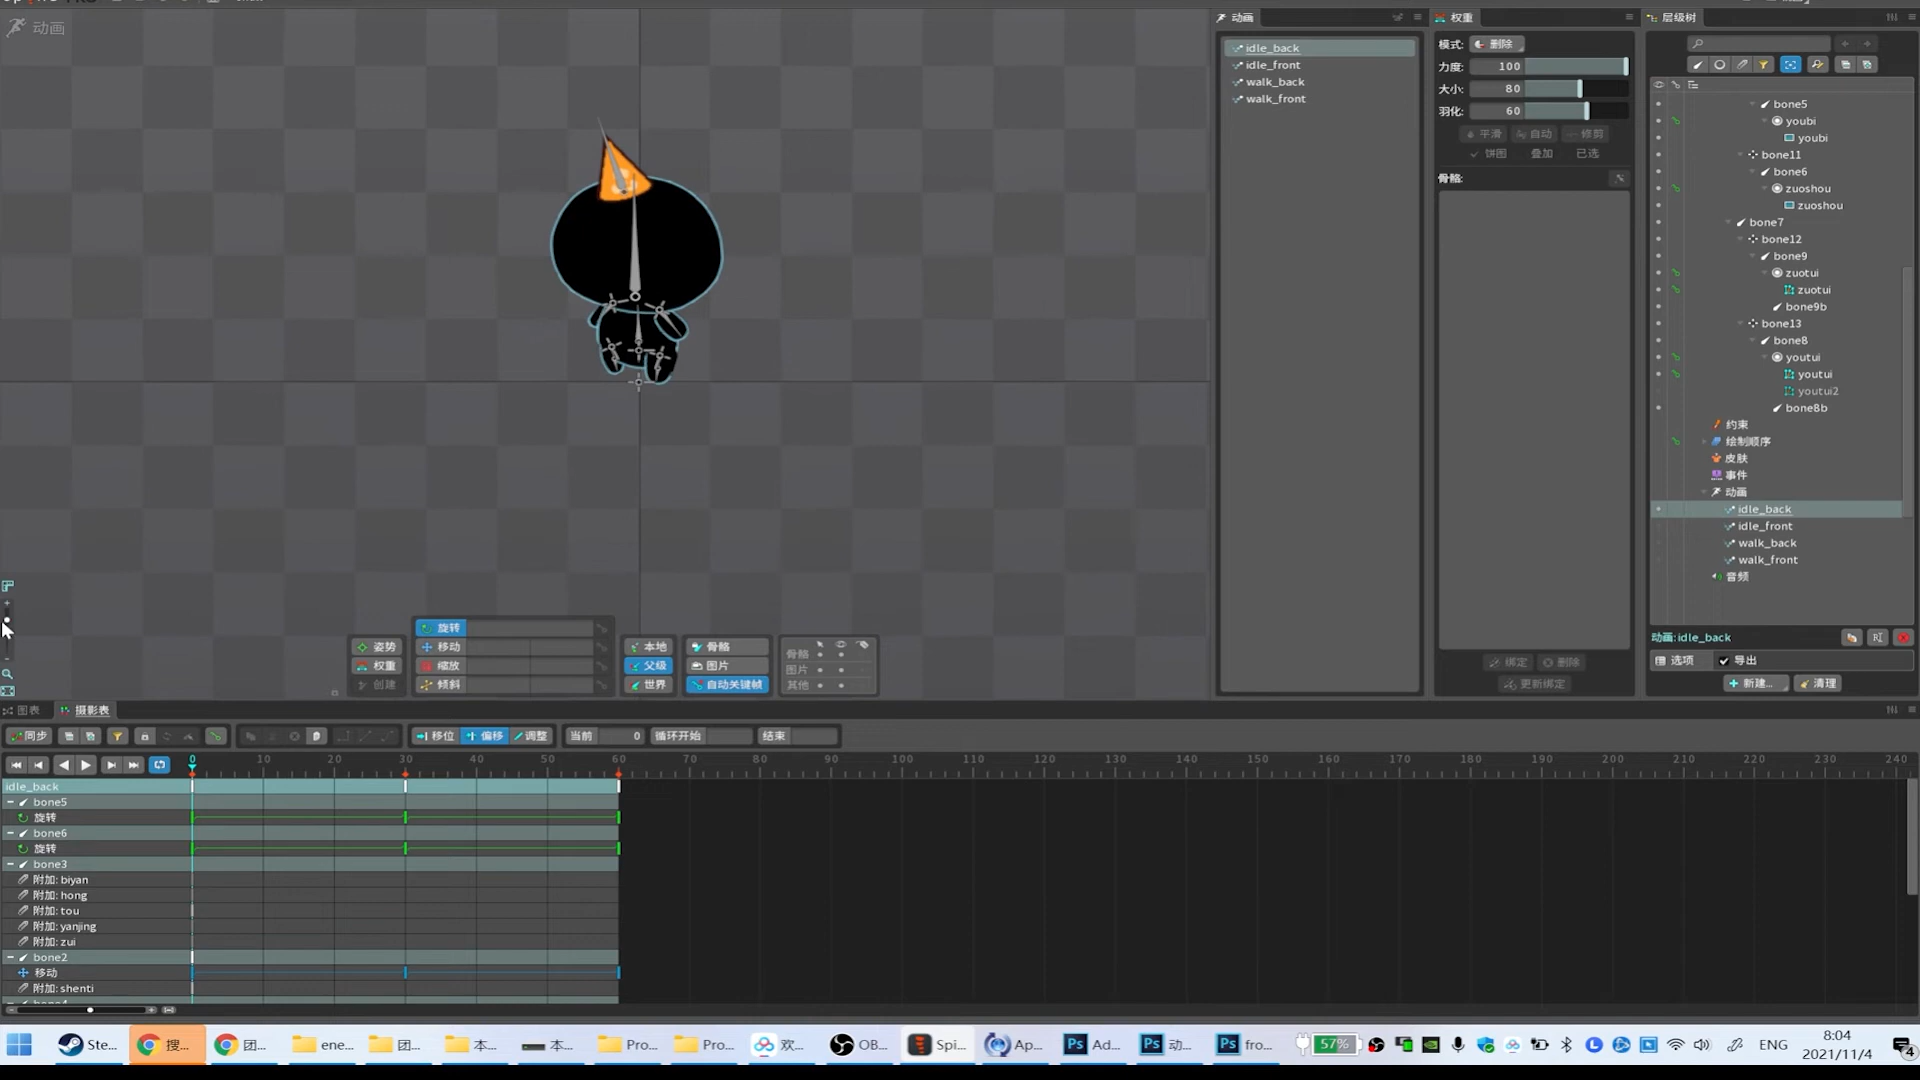 动画
动画
idle_back
idle_front
walk_back
walk_front
权重
模式: 删除
力度: 100
大小: 80
羽化: 60
平滑 自动 修剪
饼图 叠加 已选
骨骼:
绑定 删除
更新绑定
层级树
bone5
youbi
youbi
bone11
bone6
zuoshou
zuoshou
bone7
bone12
bone9
zuotui
zuotui
bone9b
bone13
bone8
youtui
youtui
youtui2
bone8b
约束
绘制顺序
皮肤
事件
动画
idle_back
idle_front
walk_back
walk_front
音频
动画: idle_back
选项 导出
新建... 清理
姿势
权重
创建
旋转
移动
缩放
倾斜
本地
父级
世界
骨骼
图片
自动关键帧
骨骼
图片
其他
图表 摄影表
同步 移位 偏移 调整 当前 0 循环开始 结束
0 10 20 30 40 50 60 70 80 90 100 110 120 130 140 150 160 170 180 190 200 210 220 230 240
idle_back
bone5
旋转
bone6
旋转
bone3
附加: biyan
附加: hong
附加: tou
附加: yanjing
附加: zui
bone2
移动
附加: shenti
Ste... 搜... 团... ene... 团... 本... 本... Pro... Pro... 欢... OB... Spi... Ap... Ad... 动... fro... 57% ENG
8:04
2021/11/4
4